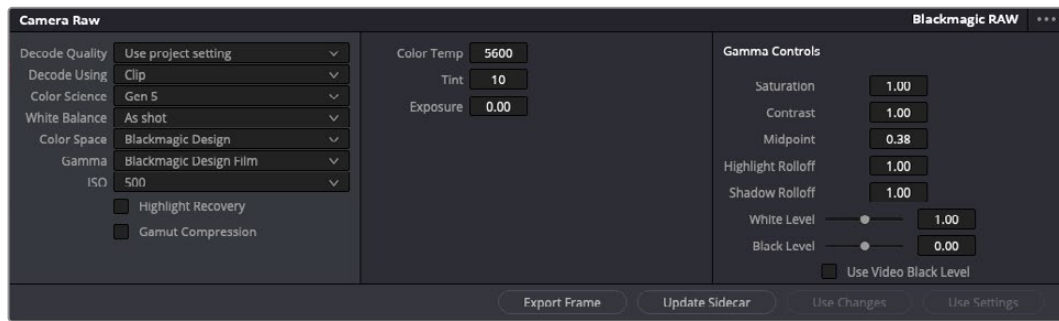 Camera Raw
Blackmagic RAW
Decode Quality Use project setting
Decode Using Clip
Color Science Gen 5
White Balance As shot
Color Space Blackmagic Design
Gamma Blackmagic Design Film
ISO 500
Highlight Recovery
Gamut Compression
Color Temp 5600
Tint 10
Exposure 0.00
Gamma Controls
Saturation 1.00
Contrast 1.00
Midpoint 0.38
Highlight Rolloff 1.00
Shadow Rolloff 1.00
White Level 1.00
Black Level 0.00
Use Video Black Level
Export Frame Update Sidecar Use Changes Use Settings